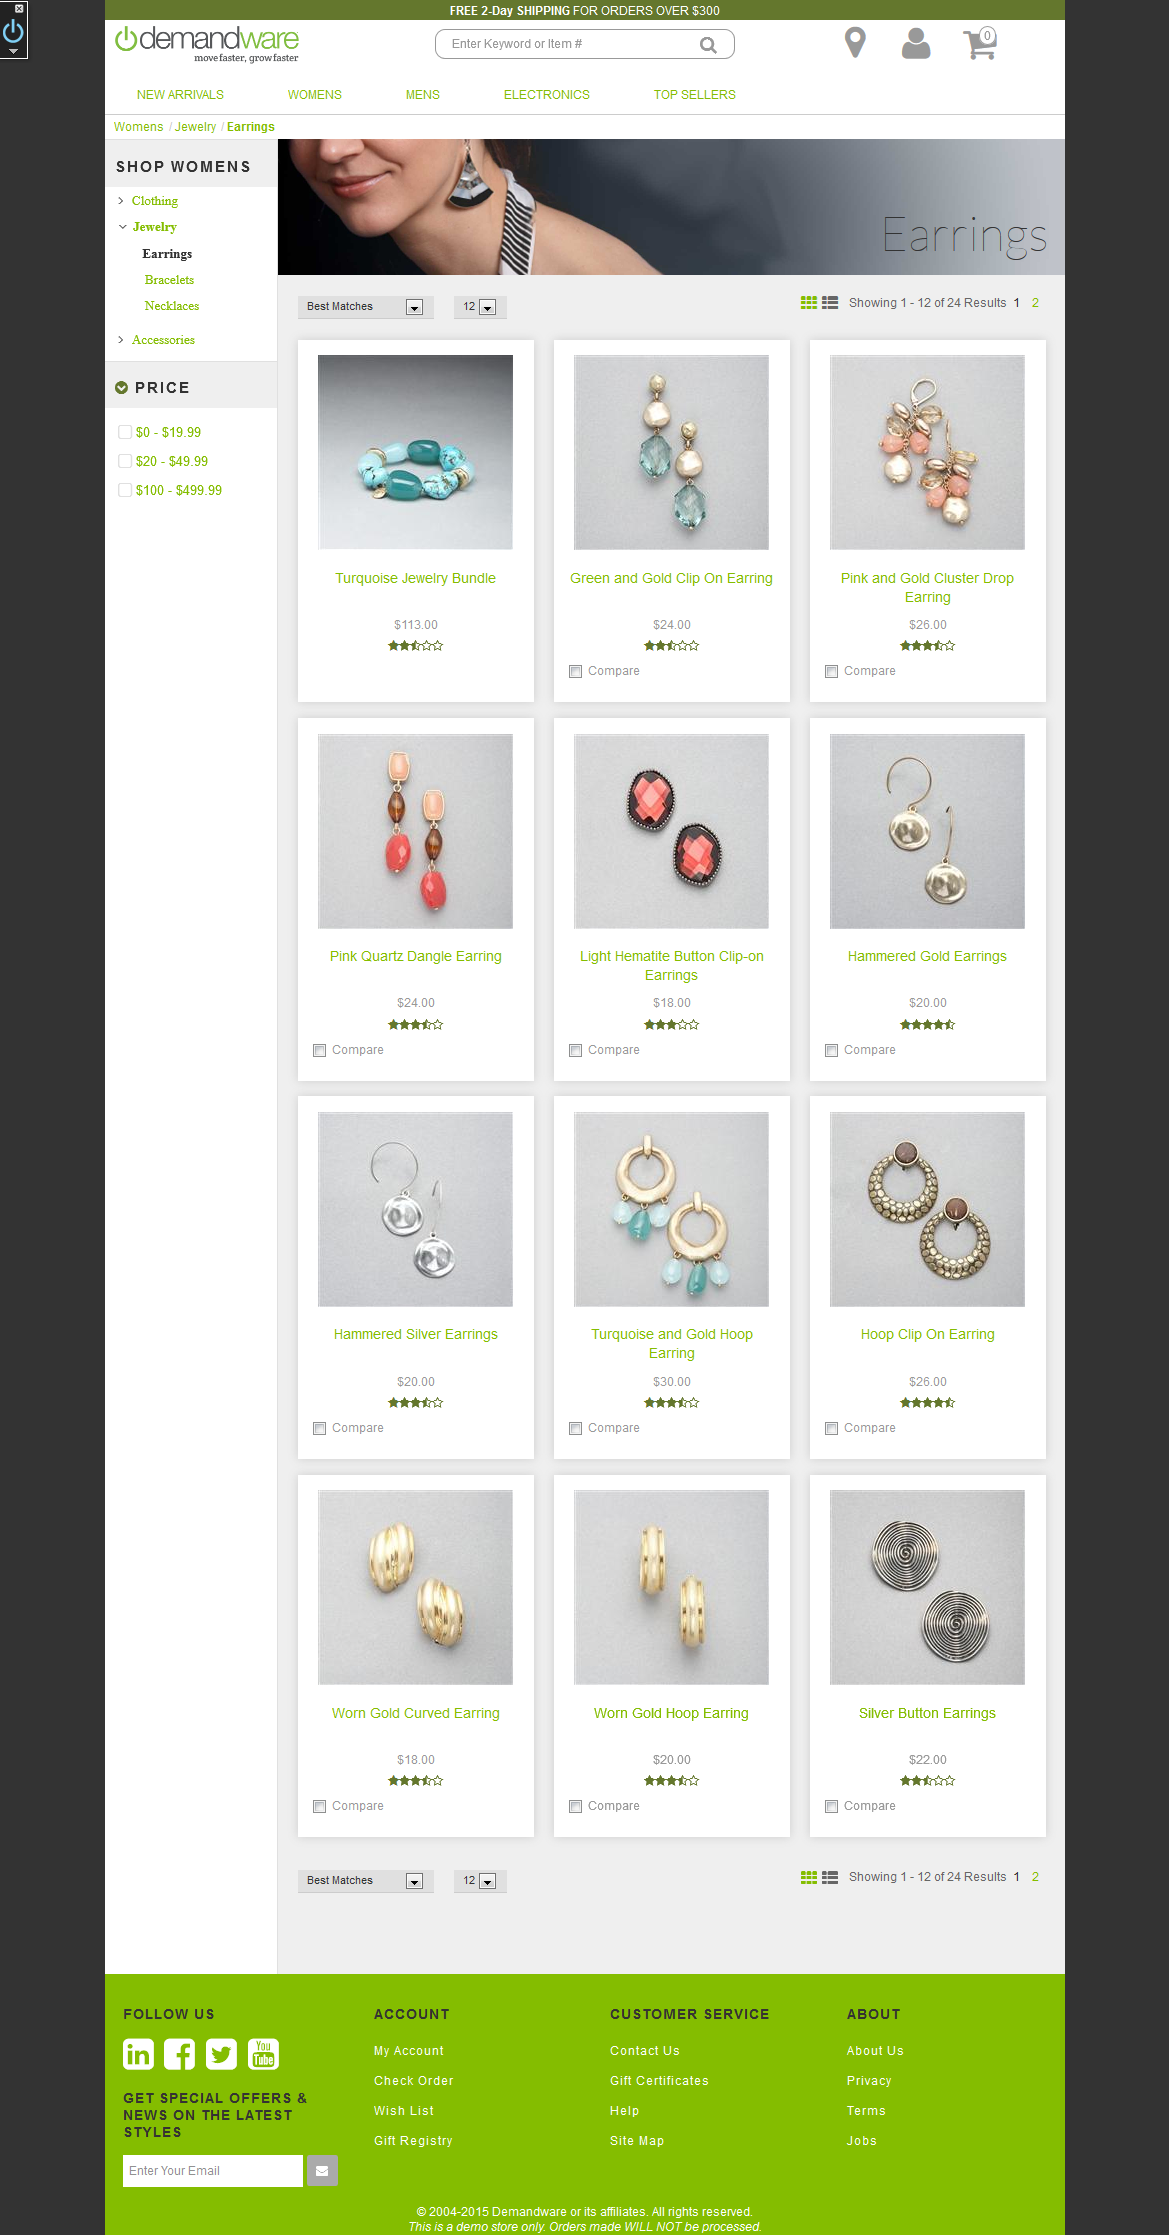 FREE 2-Day SHIPPING FOR ORDERS OVER $300
demandware
move faster, grow faster
Enter Keyword or Item #
0
NEW ARRIVALS WOMENS MENS ELECTRONICS TOP SELLERS
Womens / Jewelry / Earrings
SHOP WOMENS
Clothing
Jewelry
Earrings
Bracelets
Necklaces
Accessories
PRICE
$0 - $19.99
$20 - $49.99
$100 - $499.99
Earrings
Best Matches 12 Showing 1 - 12 of 24 Results 1 2
Turquoise Jewelry Bundle
$113.00
Green and Gold Clip On Earring
$24.00
Compare
Pink and Gold Cluster Drop
Earring
$26.00
Compare
Pink Quartz Dangle Earring
$24.00
Compare
Light Hematite Button Clip-on
Earrings
$18.00
Compare
Hammered Gold Earrings
$20.00
Compare
Hammered Silver Earrings
$20.00
Compare
Turquoise and Gold Hoop
Earring
$30.00
Compare
Hoop Clip On Earring
$26.00
Compare
Worn Gold Curved Earring
$18.00
Compare
Worn Gold Hoop Earring
$20.00
Compare
Silver Button Earrings
$22.00
Compare
Best Matches 12 Showing 1 - 12 of 24 Results 1 2
FOLLOW US
in
You
Tube
GET SPECIAL OFFERS &
NEWS ON THE LATEST
STYLES
Enter Your Email
ACCOUNT
My Account
Check Order
Wish List
Gift Registry
CUSTOMER SERVICE
Contact Us
Gift Certificates
Help
Site Map
ABOUT
About Us
Privacy
Terms
Jobs
© 2004-2015 Demandware or its affiliates. All rights reserved.
This is a demo store only. Orders made WILL NOT be processed.